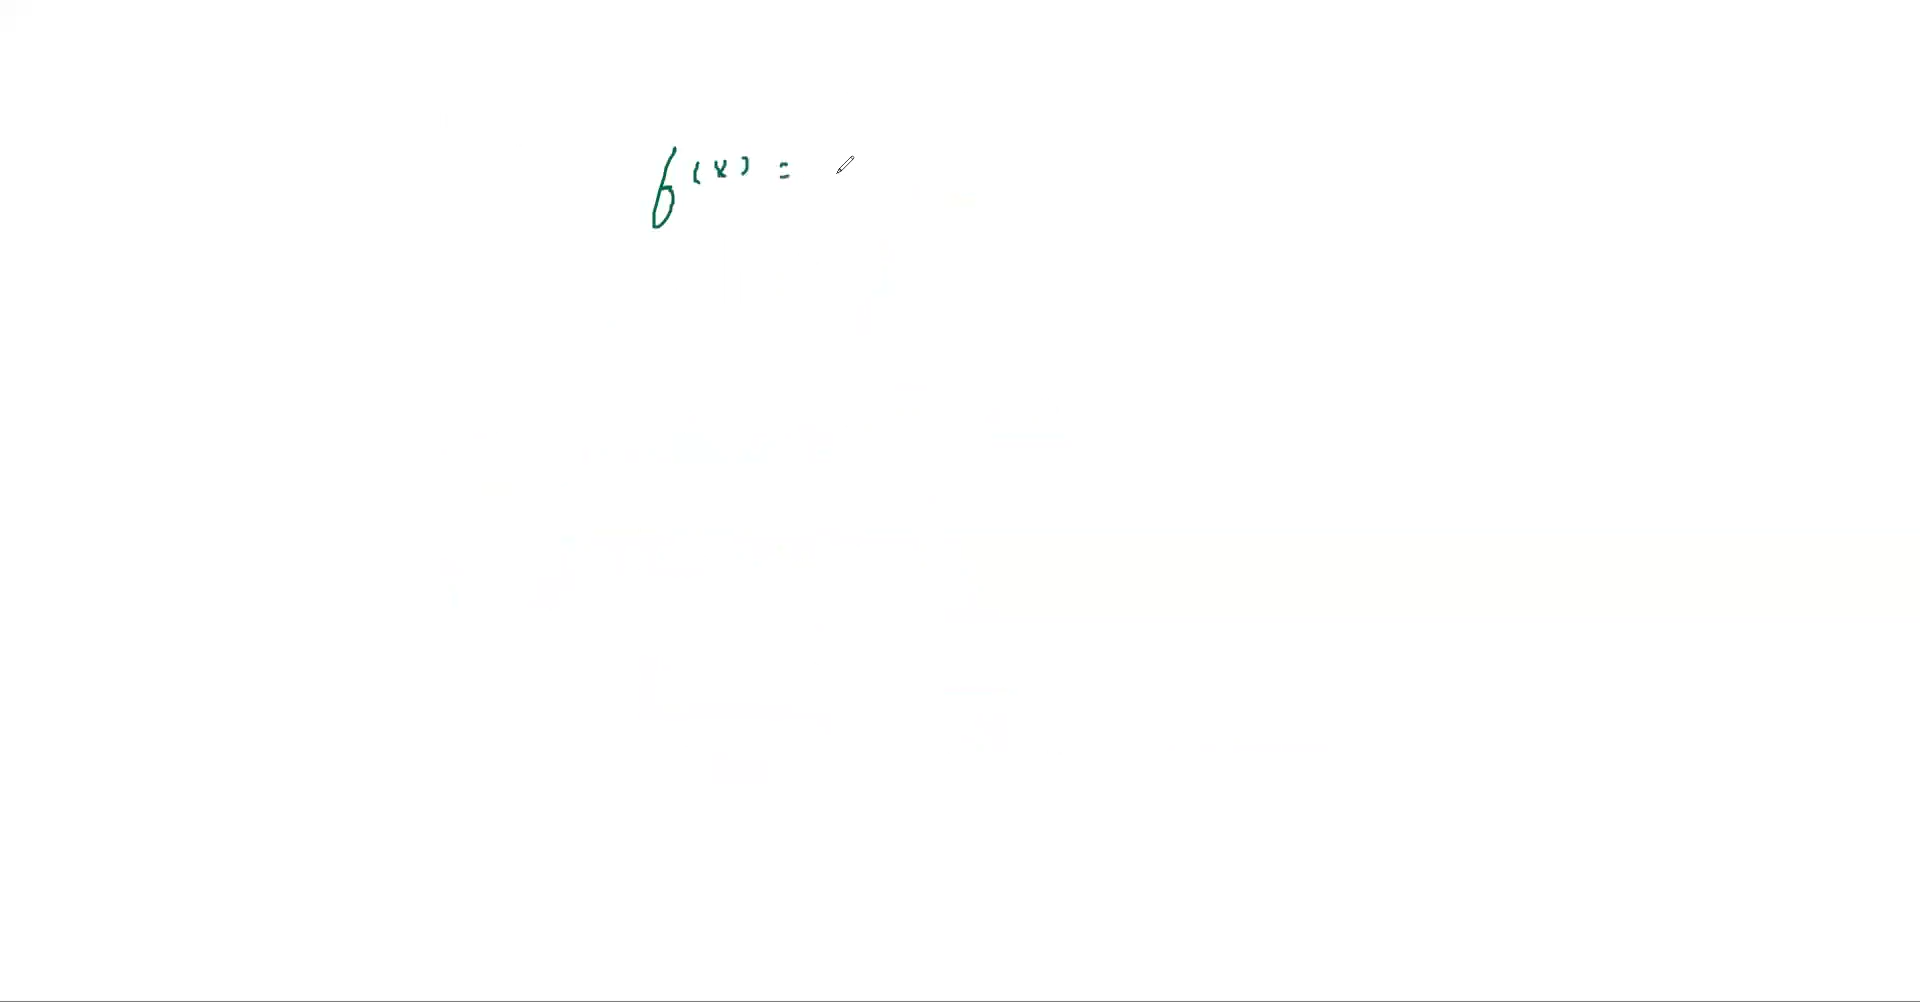 f(x) =